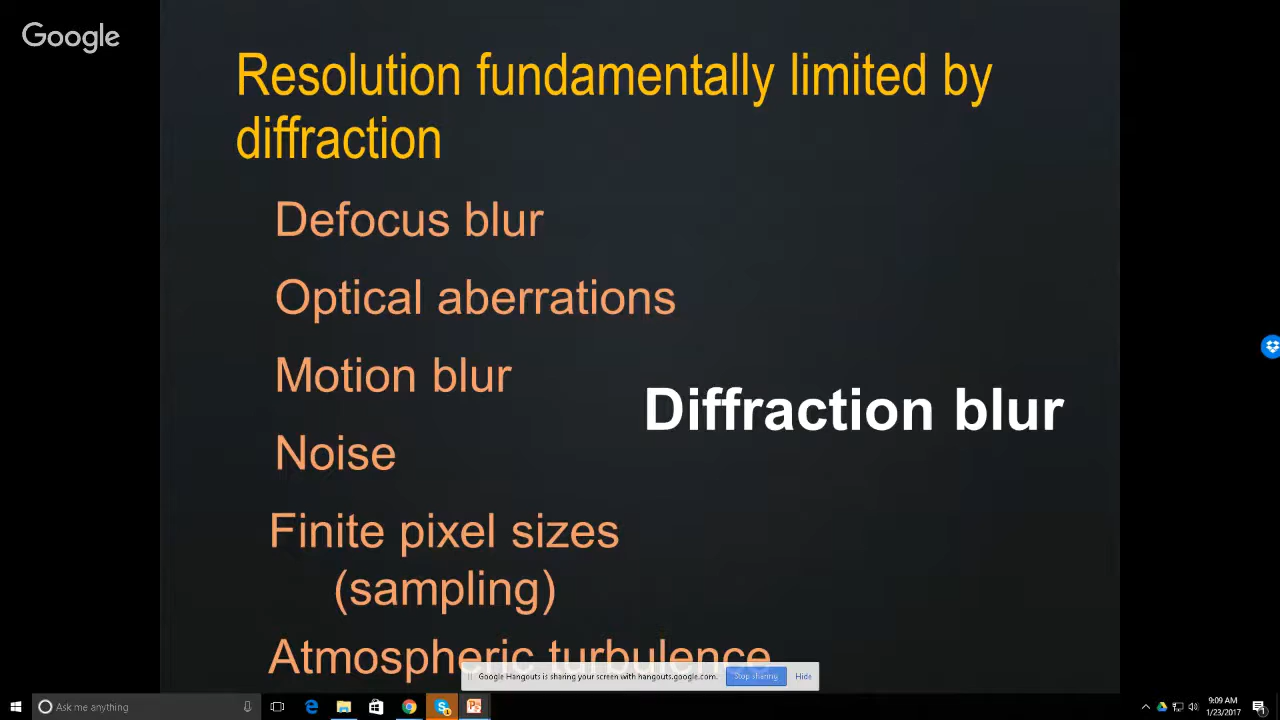 Google
Resolution fundamentally limited by
diffraction
Defocus blur
Optical aberrations
Motion blur
Diffraction blur
Noise
Finite pixel sizes
(sampling)
Atmospheric turbulence
Google Hangouts is sharing your screen with hangouts.google.com.
Stop sharing
Hide
Ask me anything
9:09 AM
1/23/2017